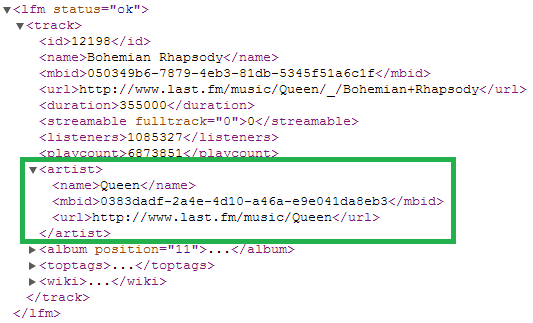 ▼<lfm status="ok">
▼<track>
<id>12198</id>
<name>Bohemian Rhapsody</name>
<mbid>050349b6-7879-4eb3-81db-5345f51a6c1f</mbid>
<url>http://www.last.fm/music/Queen/_/Bohemian+Rhapsody</url>
<duration>355000</duration>
<streamable fulltrack="0">0</streamable>
<listeners>1085327</listeners>
<playcount>6873851</playcount>
▼<artist>
<name>Queen</name>
<mbid>0383dadf-2a4e-4d10-a46a-e9e041da8eb3</mbid>
<url>http://www.last.fm/music/Queen</url>
</artist>
▶<album position="11">...</album>
▶<toptags>...</toptags>
▶<wiki>...</wiki>
</track>
</lfm>